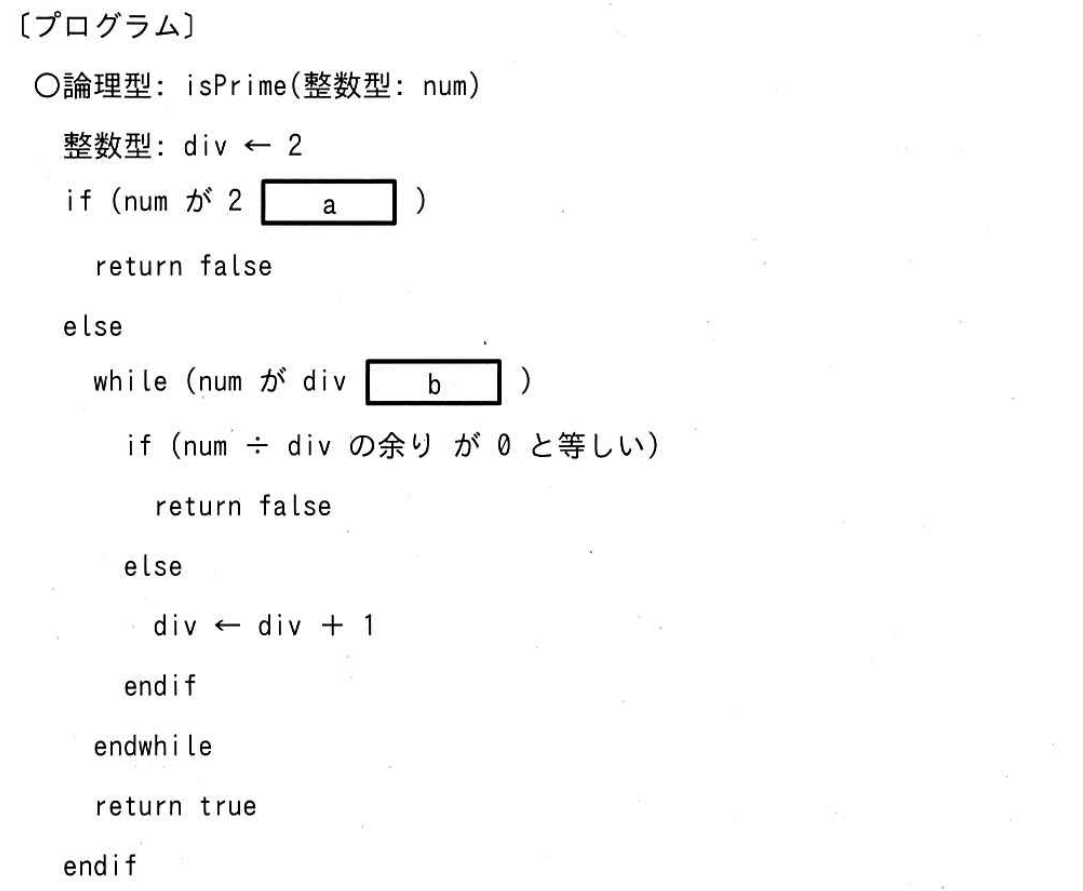 〔プログラム〕
○論理型: isPrime(整数型: num)
整数型: div ← 2
if (num が 2 a )
return false
else
while (num が div b )
if (num ÷ div の余り が 0 と等しい)
return false
else
div ← div + 1
endif
endwhile
return true
endif